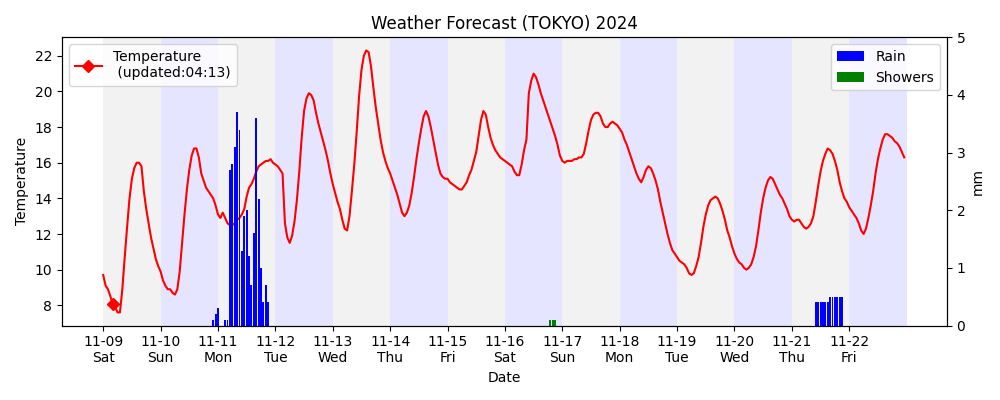 Weather Forecast (TOKYO) 2024
Temperature
(updated:04:13)
Rain
Showers
22
20
18
16
14
12
10
8
Temperature
5
4
3
2
1
0
mm
11-09 11-10 11-11 11-12 11-13 11-14 11-15 11-16 11-17 11-18 11-19 11-20 11-21 11-22
Sat Sun Mon Tue Wed Thu Fri Sat Sun Mon Tue Wed Thu Fri
Date